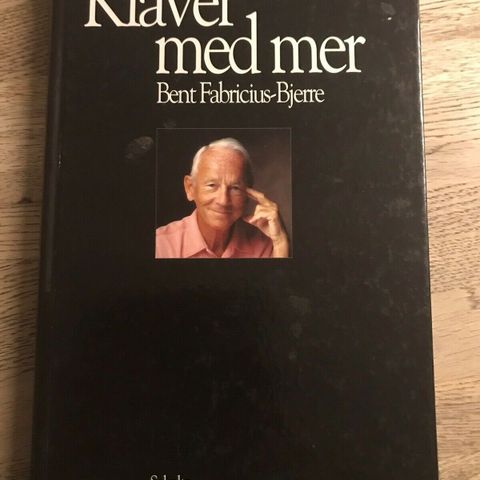 Klaver
med mer
Bent Fabricius-Bjerre